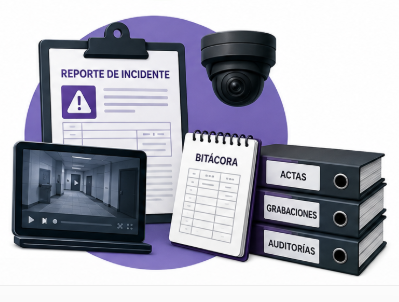 REPORTE DE INCIDENTE
BITÁCORA
ACTAS
GRABACIONES
AUDITORÍAS